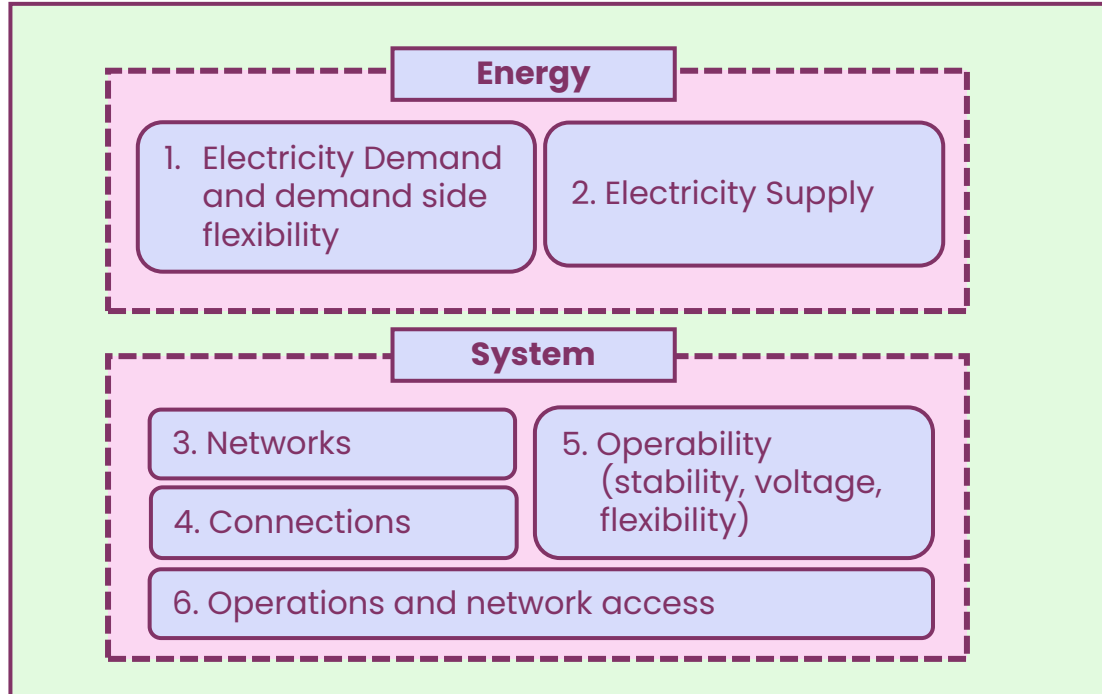 Energy
1. Electricity Demand
and demand side
flexibility
2. Electricity Supply
System
3. Networks
4. Connections
5. Operability
(stability, voltage,
flexibility)
6. Operations and network access